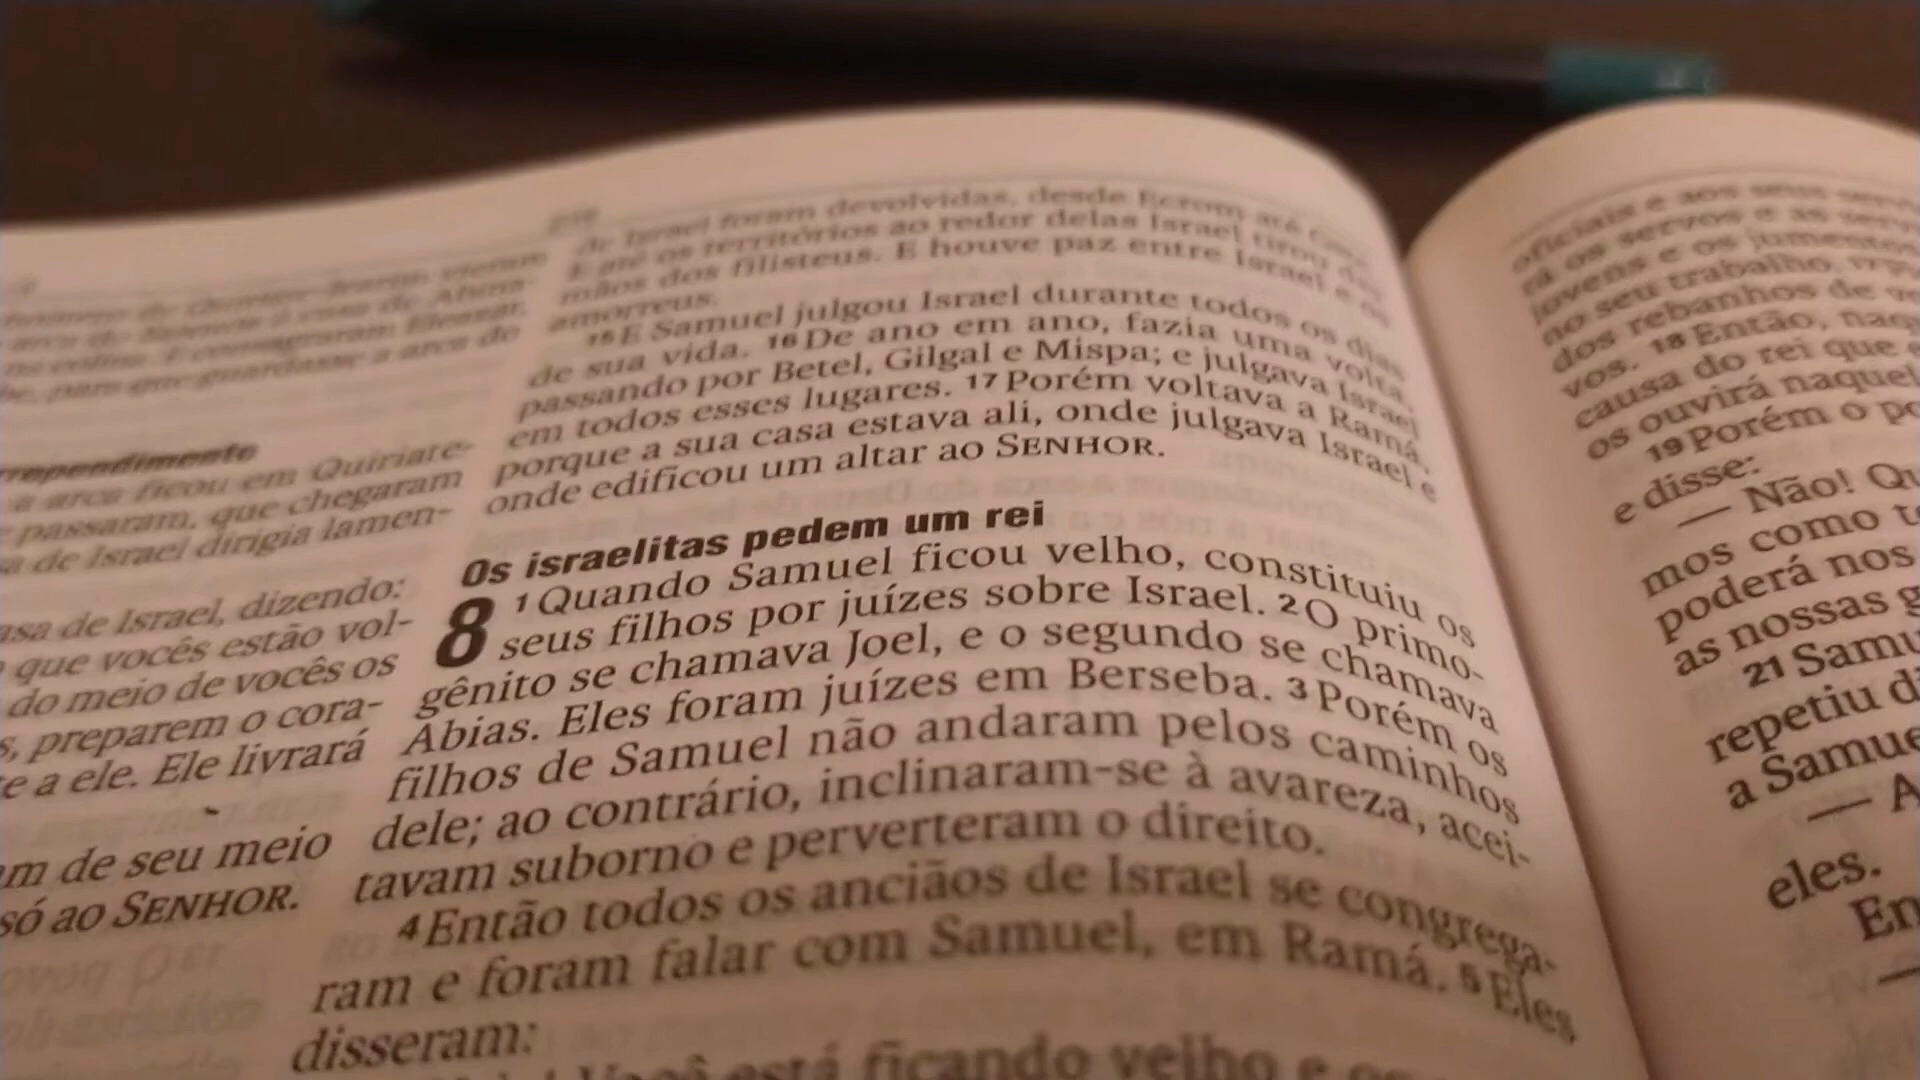 rrependimento
a arca ficou em Quiriate-
passaram, que chegaram
a de Israel dirigia lamen-
asa de Israel, dizendo:
que vocês estão vol-
do meio de vocês os
s, preparem o cora-
e a ele. Ele livrará
m de seu meio
só ao SENHOR.
de Israel foram devolvidas, desde Ecrom até
E até os territórios ao redor delas Israel tirou das
mãos dos filisteus. E houve paz entre Israel e os
amorreus.
15 E Samuel julgou Israel durante todos os dias
de sua vida. 16 De ano em ano, fazia uma volta,
passando por Betel, Gilgal e Mispa; e julgava Israel
em todos esses lugares. 17 Porém voltava a Ramá,
porque a sua casa estava ali, onde julgava Israel e
onde edificou um altar ao SENHOR.
Os israelitas pedem um rei
8 1 Quando Samuel ficou velho, constituiu os
seus filhos por juízes sobre Israel. 2 O primo-
gênito se chamava Joel, e o segundo se chamava
Abias. Eles foram juízes em Berseba. 3 Porém os
filhos de Samuel não andaram pelos caminhos
dele; ao contrário, inclinaram-se à avareza, acei-
tavam suborno e perverteram o direito.
4 Então todos os anciãos de Israel se congrega-
ram e foram falar com Samuel, em Ramá. 5 Eles
disseram:
Você está ficando velho e os
oficiais e aos seus
rá os servos e as
jovens e os jumentos
no seu trabalho. 17
dos rebanhos de
vos. 18 Então,
causa do rei que
os ouvirá naquel
19 Porém o po
e disse:
— Não! Qu
mos como
poderá nos
as nossas g
21 Samu
repetiu d
a Samue
— A
eles.
En
—